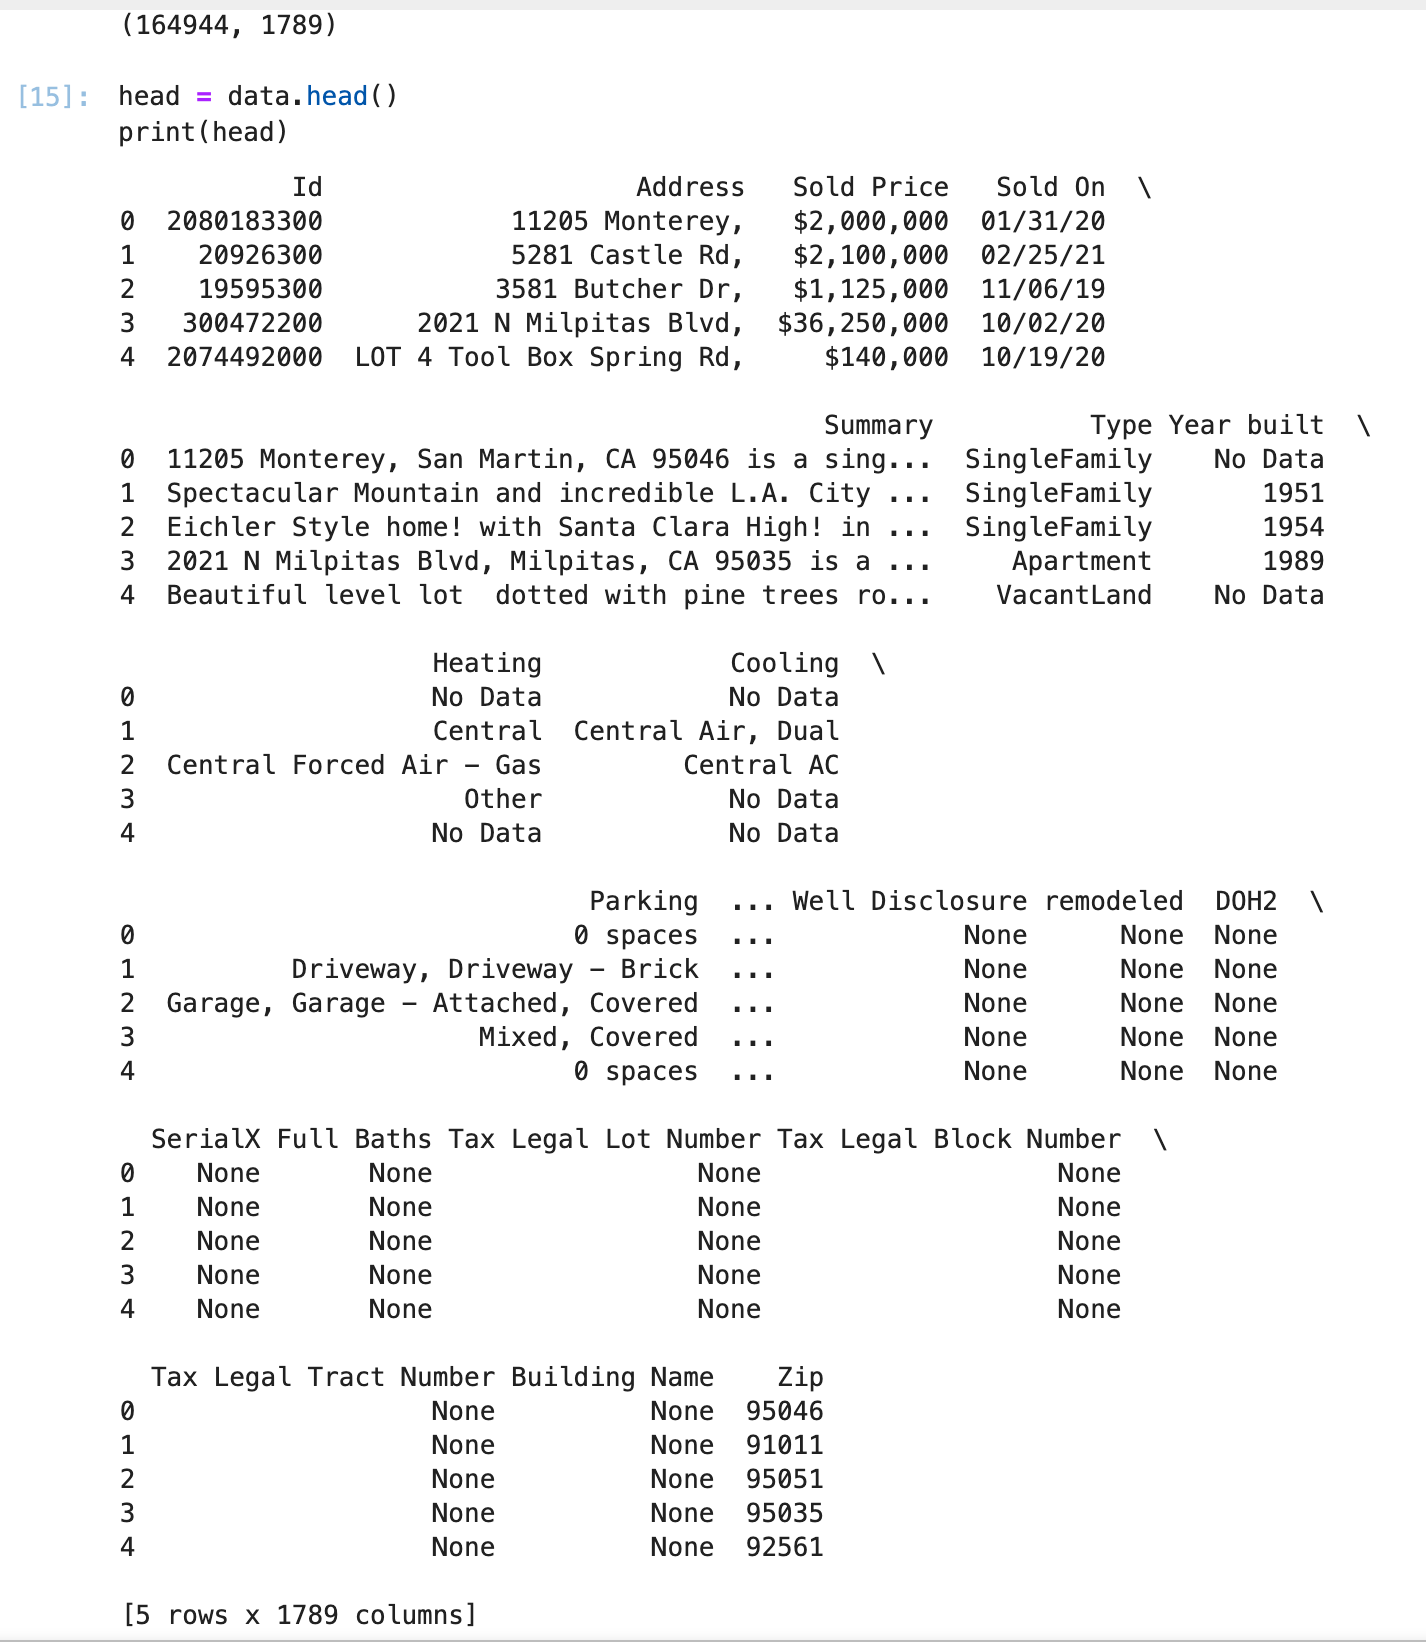 (164944, 1789)
[15]: head = data.head()
print(head)
Id Address Sold Price Sold On \
0 2080183300 11205 Monterey, $2,000,000 01/31/20
1 20926300 5281 Castle Rd, $2,100,000 02/25/21
2 19595300 3581 Butcher Dr, $1,125,000 11/06/19
3 300472200 2021 N Milpitas Blvd, $36,250,000 10/02/20
4 2074492000 LOT 4 Tool Box Spring Rd, $140,000 10/19/20
Summary Type Year built \
0 11205 Monterey, San Martin, CA 95046 is a sing... SingleFamily No Data
1 Spectacular Mountain and incredible L.A. City ... SingleFamily 1951
2 Eichler Style home! with Santa Clara High! in ... SingleFamily 1954
3 2021 N Milpitas Blvd, Milpitas, CA 95035 is a ... Apartment 1989
4 Beautiful level lot  dotted with pine trees ro... VacantLand No Data
Heating Cooling \
0 No Data No Data
1 Central Central Air, Dual
2 Central Forced Air - Gas Central AC
3 Other No Data
4 No Data No Data
Parking ... Well Disclosure remodeled DOH2 \
0 0 spaces ... None None None
1 Driveway, Driveway - Brick ... None None None
2 Garage, Garage - Attached, Covered ... None None None
3 Mixed, Covered ... None None None
4 0 spaces ... None None None
SerialX Full Baths Tax Legal Lot Number Tax Legal Block Number \
0 None None None None
1 None None None None
2 None None None None
3 None None None None
4 None None None None
Tax Legal Tract Number Building Name Zip
0 None None 95046
1 None None 91011
2 None None 95051
3 None None 95035
4 None None 92561
[5 rows x 1789 columns]